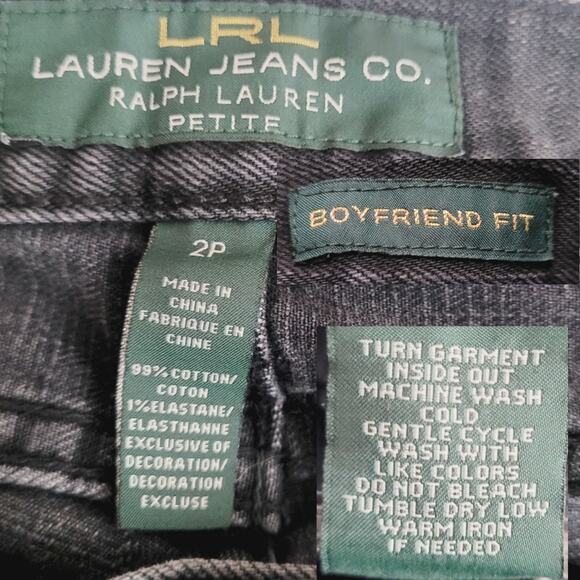 LRL
LAUREN JEANS CO.
RALPH LAUREN
PETITE
BOYFRIEND FIT
2P
MADE IN
CHINA
FABRIQUE EN
CHINE
99% COTTON/
COTON
1% ELASTANE/
ELASTHANNE
EXCLUSIVE OF
DECORATION/
DECORATION
EXCLUSE
TURN GARMENT
INSIDE OUT
MACHINE WASH
COLD
GENTLE CYCLE
WASH WITH
LIKE COLORS
DO NOT BLEACH
TUMBLE DRY LOW
WARM IRON
IF NEEDED